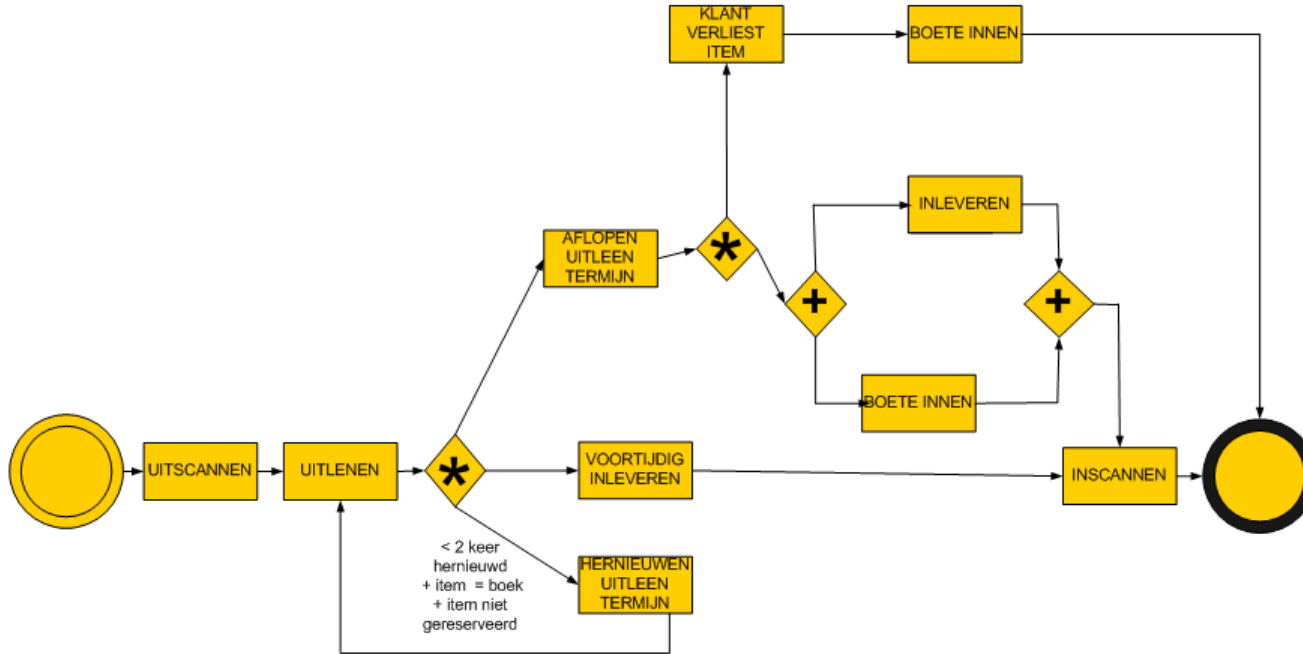 KLANT
VERLIEST
ITEM
BOETE INNEN
INLEVEREN
AFLOPEN
UITLEEN
TERMIJN
*
+
+
BOETE INNEN
UITSCANNEN
UITLENEN
*
VOORTIJDIG
INLEVEREN
INSCANNEN
< 2 keer
hernieuwd
+ item = boek
+ item niet
gereserveerd
HERNIEUWEN
UITLEEN
TERMIJN